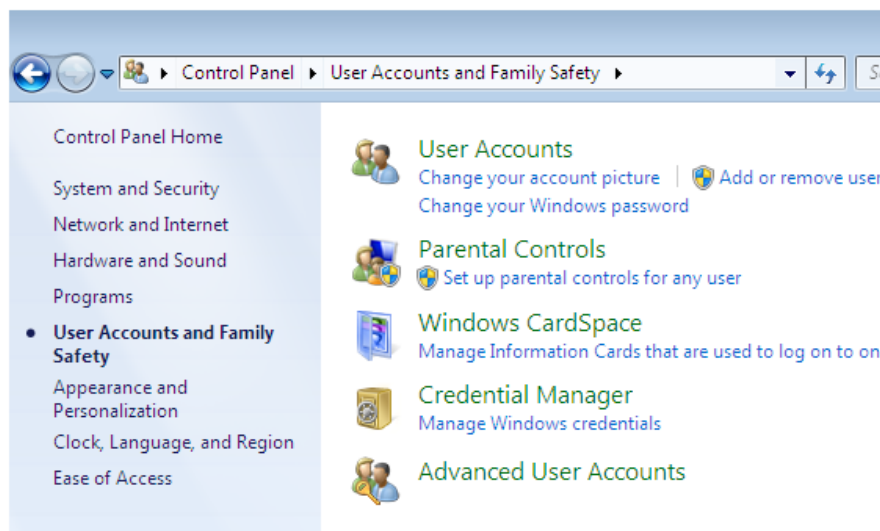 Control Panel User Accounts and Family Safety
Control Panel Home
System and Security
Network and Internet
Hardware and Sound
Programs
User Accounts and Family
Safety
Appearance and
Personalization
Clock, Language, and Region
Ease of Access
User Accounts
Change your account picture Add or remove user
Change your Windows password
Parental Controls
Set up parental controls for any user
Windows CardSpace
Manage Information Cards that are used to log on to on
Credential Manager
Manage Windows credentials
Advanced User Accounts